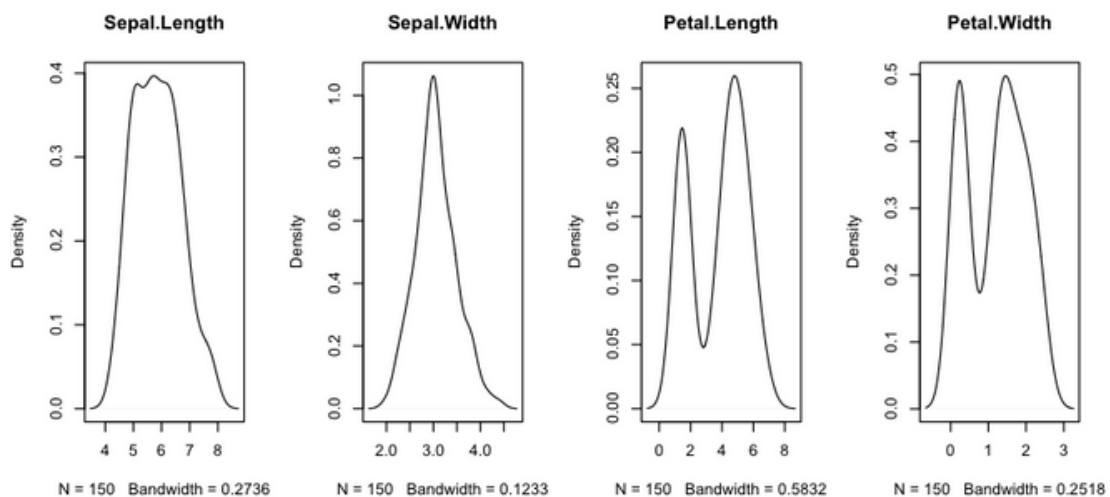 Sepal.Length
Density
0.0 0.1 0.2 0.3 0.4
4 5 6 7 8
N = 150 Bandwidth = 0.2736
Sepal.Width
Density
0.0 0.2 0.4 0.6 0.8 1.0
2.0 3.0 4.0
N = 150 Bandwidth = 0.1233
Petal.Length
Density
0.00 0.05 0.10 0.15 0.20 0.25
0 2 4 6 8
N = 150 Bandwidth = 0.5832
Petal.Width
Density
0.0 0.1 0.2 0.3 0.4 0.5
0 1 2 3
N = 150 Bandwidth = 0.2518